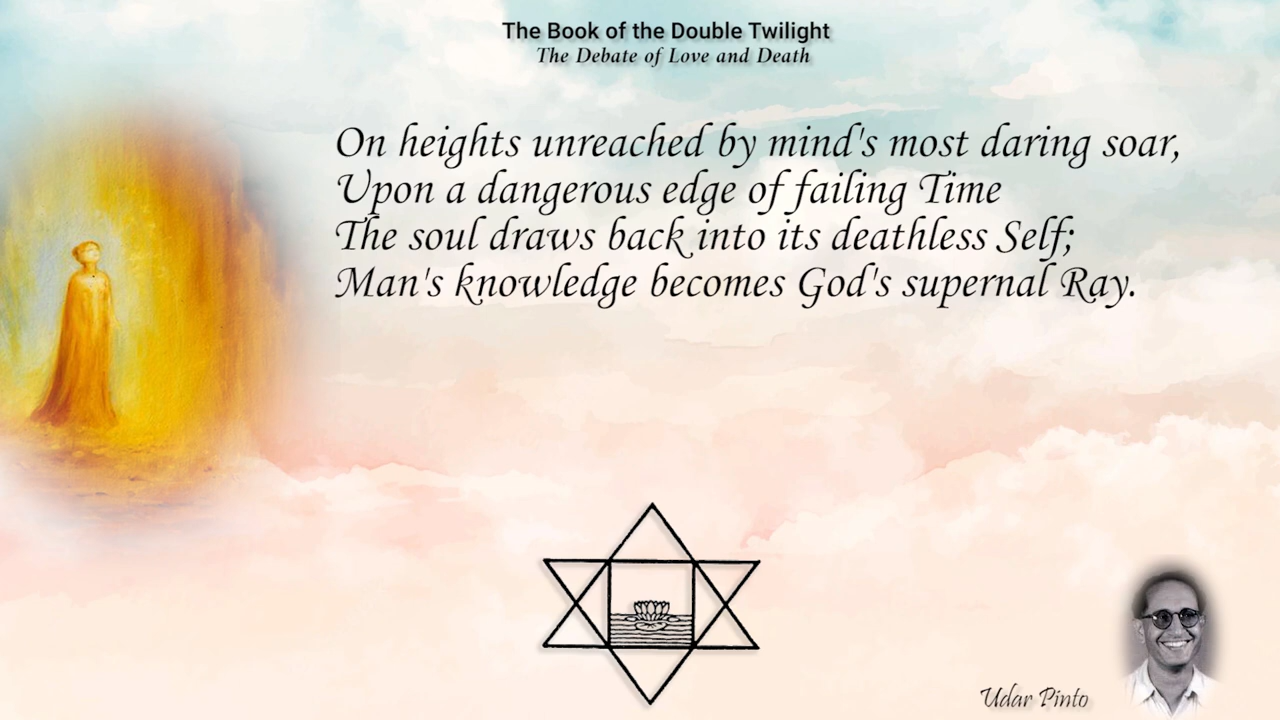 The Book of the Double Twilight
The Debate of Love and Death
On heights unreached by mind's most daring soar,
Upon a dangerous edge of failing Time
The soul draws back into its deathless Self;
Man's knowledge becomes God's supernal Ray.
Udar Pinto